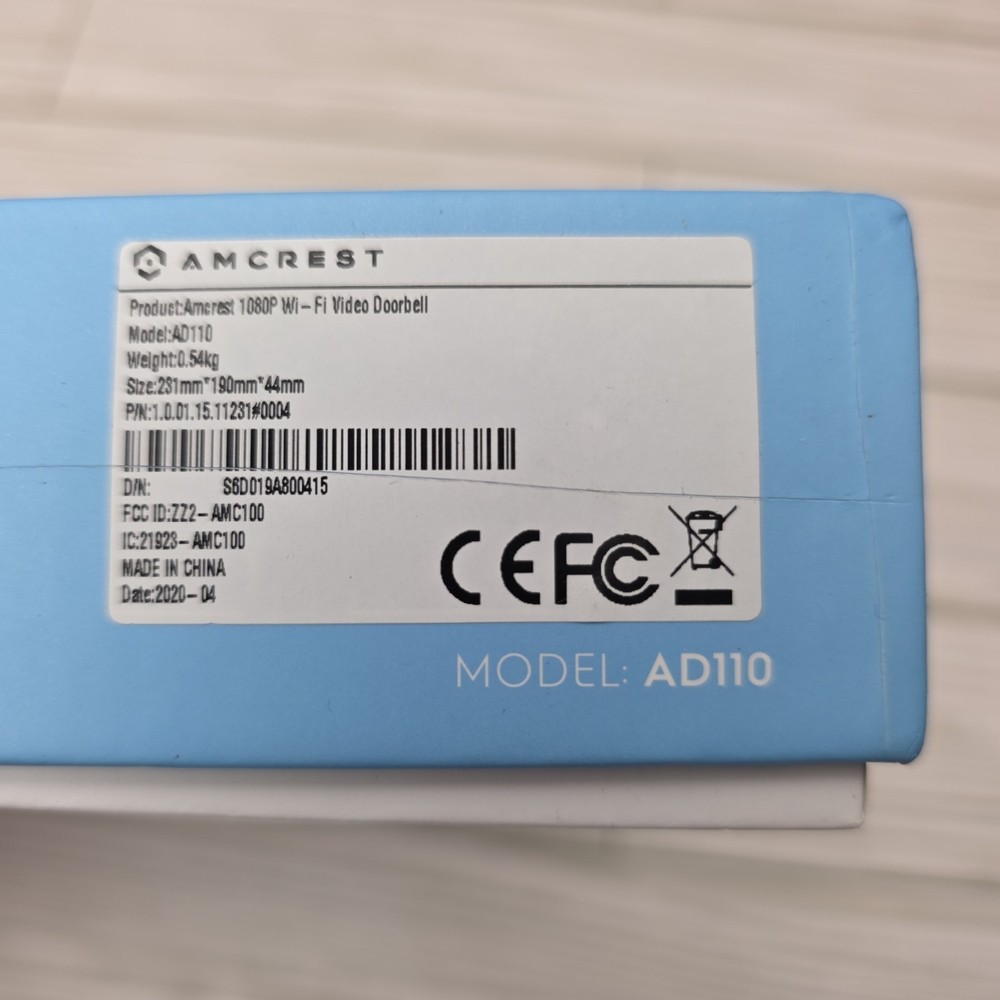 AMCREST
Product:Amcrest 1080P Wi-Fi Video Doorbell
Model:AD110
Weight:0.54kg
Size:231mm*190mm*44mm
P/N:1.0.01.15.11231#0004
D/N: S6D019A800415
FCC ID:ZZ2-AMC100
IC:21923-AMC100
MADE IN CHINA
Date:2020-04
CE FC
MODEL: AD110